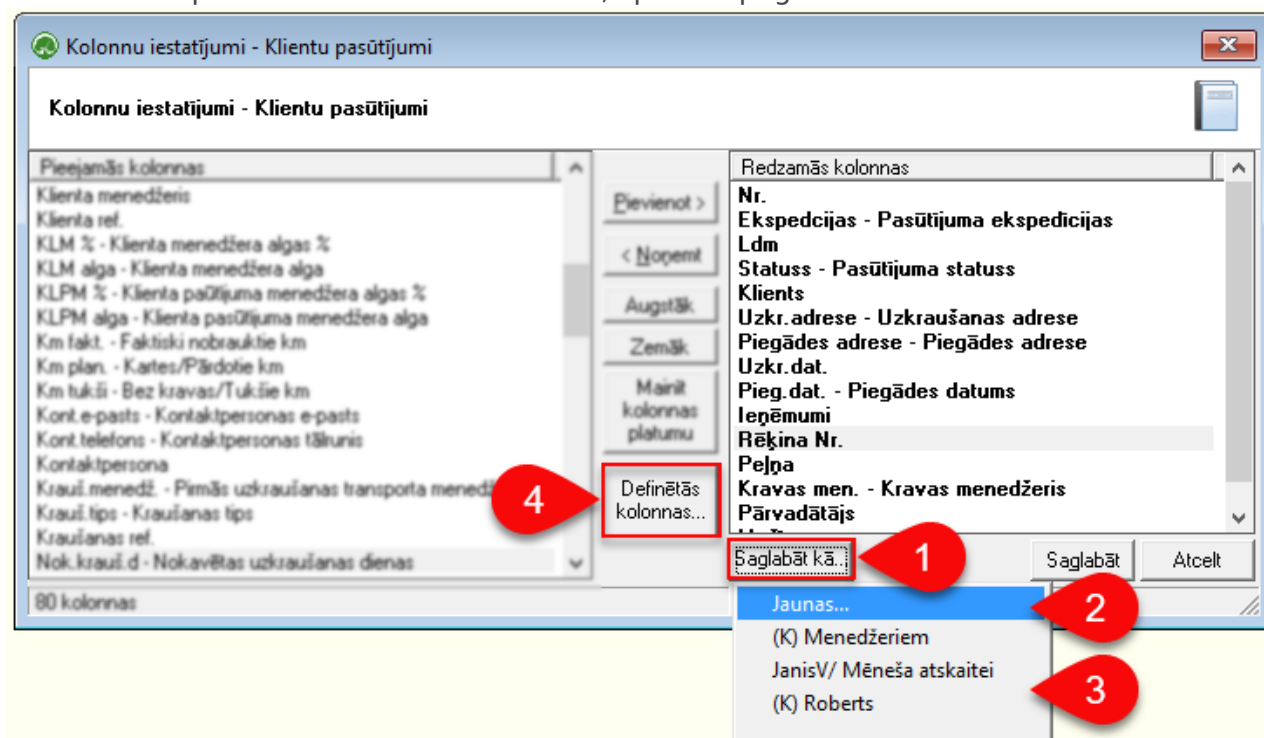 Kolonnu iestatījumi - Klientu pasūtījumi
Kolonnu iestatījumi - Klientu pasūtījumi
Pieejamās kolonnas
Klienta menedžeris
Klienta ref.
KLM % - Klienta menedžera algas %
KLM alga - Klienta menedžera alga
KLPM % - Klienta paūtījuma menedžera algas %
KLPM alga - Klienta pasūtījuma menedžera alga
Km fakt. - Faktiski nobrauktie km
Km plan. - Kartes/Pārdotie km
Km tukši - Bez kravas/Tukšie km
Kont.e-pasts - Kontaktpersonas e-pasts
Kont.telefons - Kontaktpersonas tālrunis
Kontaktpersona
Krauš.menedž. - Pirmās uzkraušanas transporta
Krauš.tips - Kraušanas tips
Kraušanas ref.
Nok.krauš.d - Nokavētas uzkraušanas dienas
80 kolonnas
Pievienot >
< Noņemt
Augstāk
Zemāk
Mainīt
kolonnas
platumu
4
Definētās
kolonnas...
Redzamās kolonnas
Nr.
Ekspedcijas - Pasūtījuma ekspedīcijas
Ldm
Statuss - Pasūtījuma statuss
Klients
Uzkr.adrese - Uzkraušanas adrese
Piegādes adrese - Piegādes adrese
Uzkr.dat.
Pieg.dat. - Piegādes datums
Ieņēmumi
Rēķina Nr.
Peļņa
Kravas men. - Kravas menedžeris
Pārvadātājs
Saglabāt kā..
1
Saglabāt
Atcelt
Jaunas...
2
(K) Menedžeriem
JanisV/ Mēneša atskaitei
3
(K) Roberts